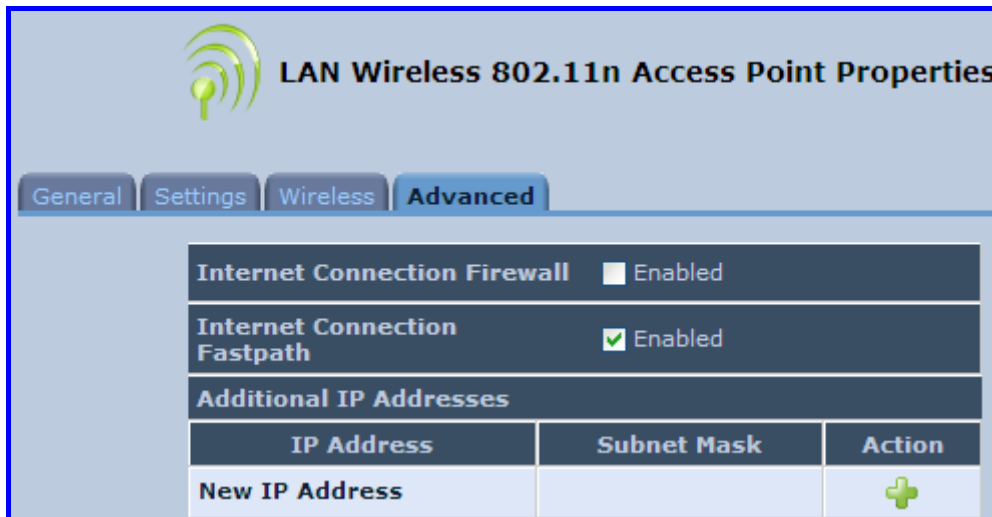 LAN Wireless 802.11n Access Point Properties
General Settings Wireless Advanced
Internet Connection Firewall Enabled
Internet Connection
Fastpath Enabled
Additional IP Addresses
IP Address Subnet Mask Action
New IP Address